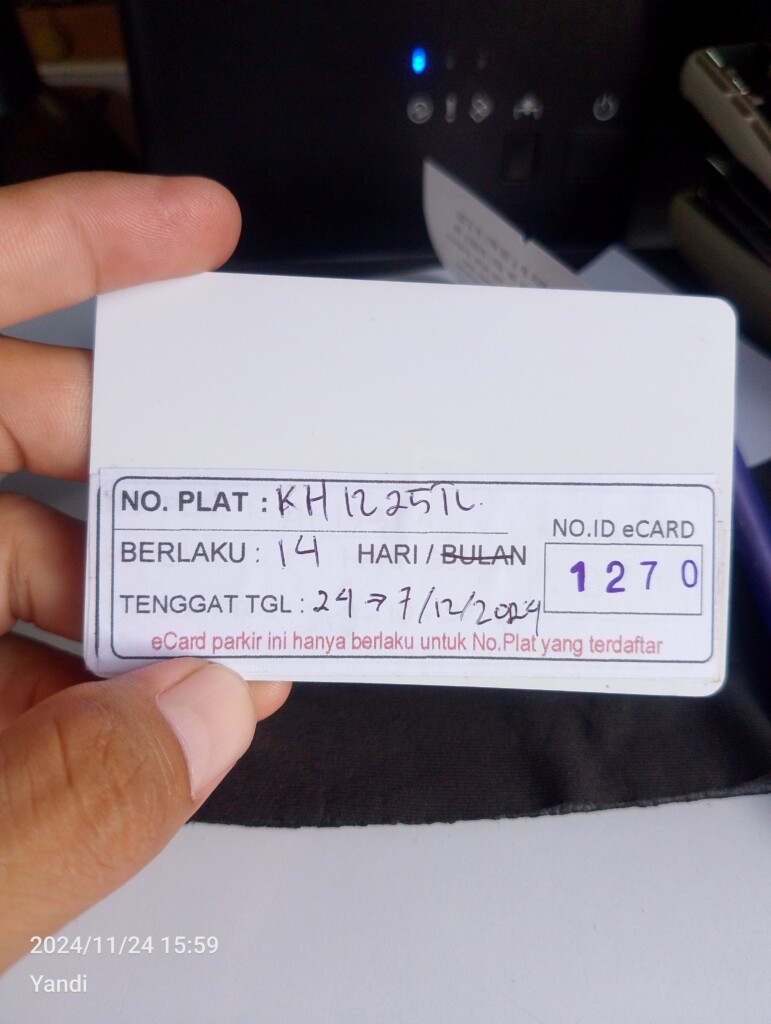 NO. PLAT : KH 1225 TL
NO.ID eCARD
BERLAKU : 14 HARI / BULAN
1270
TENGGAT TGL : 24 → 7/12/2024
eCard parkir ini hanya berlaku untuk No.Plat yang terdaftar
2024/11/24 15:59
Yandi